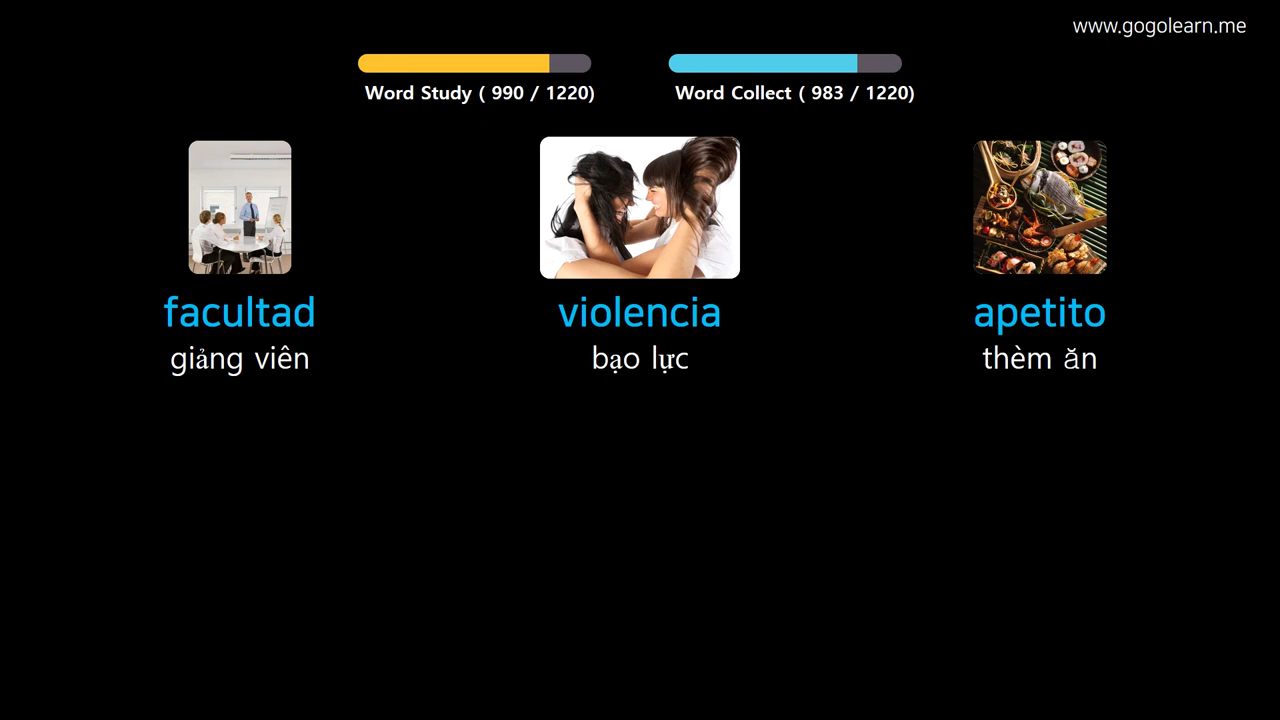 www.gogolearn.me
Word Study ( 990 / 1220)
Word Collect ( 983 / 1220)
facultad
giảng viên
violencia
bạo lực
apetito
thèm ăn